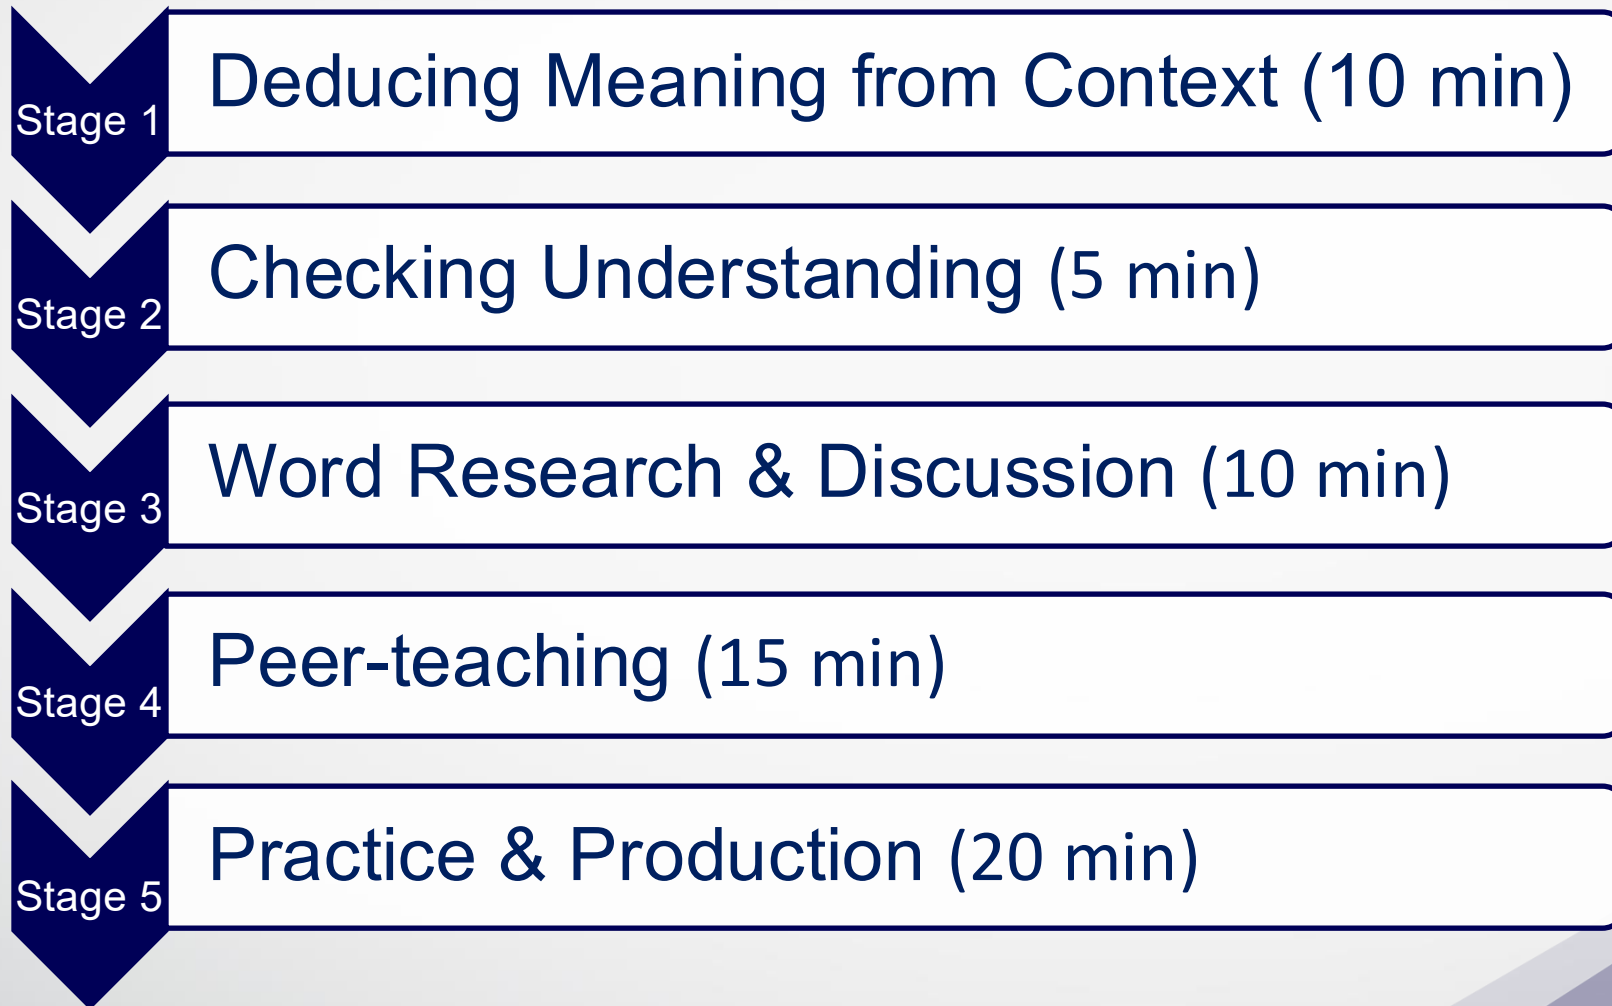 Stage 1
Deducing Meaning from Context (10 min)
Stage 2
Checking Understanding (5 min)
Stage 3
Word Research & Discussion (10 min)
Stage 4
Peer-teaching (15 min)
Stage 5
Practice & Production (20 min)